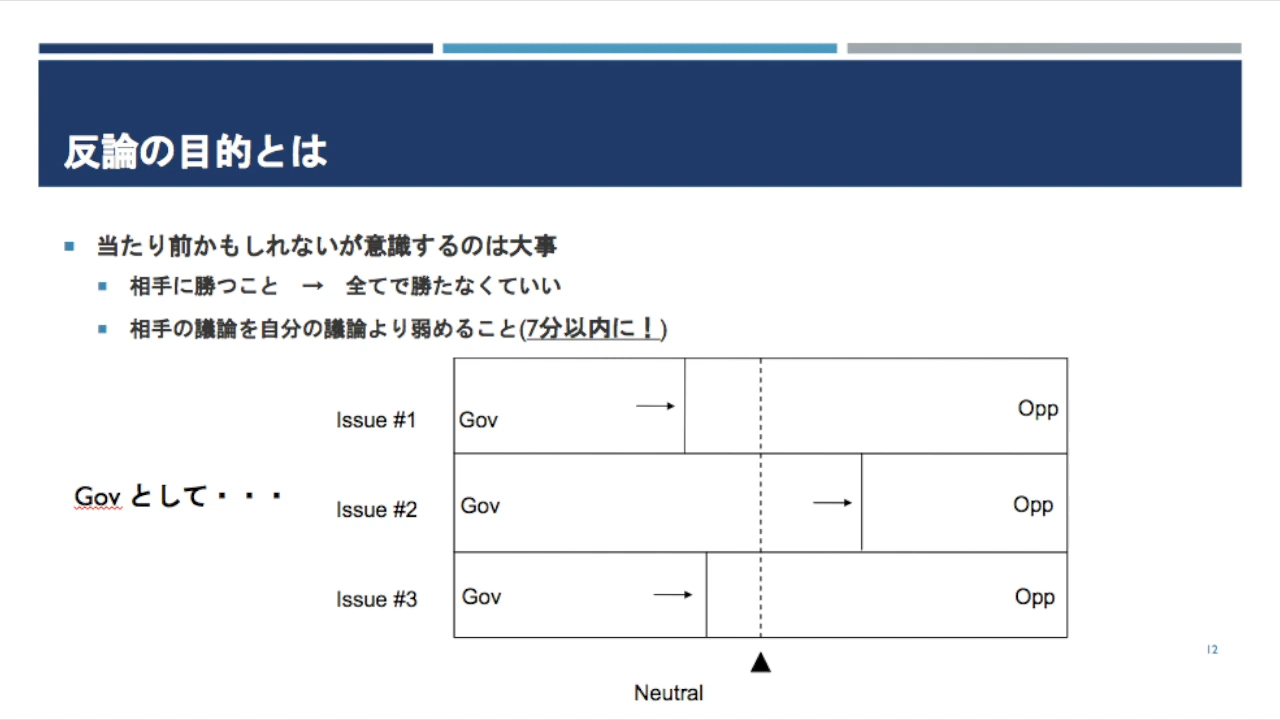 反論の目的とは
当たり前かもしれないが意識するのは大事
相手に勝つこと　→　全てで勝たなくていい
相手の議論を自分の議論より弱めること(7分以内に！)
Gov として・・・
Issue #1
Gov
Opp
Issue #2
Gov
Opp
Issue #3
Gov
Opp
Neutral
12